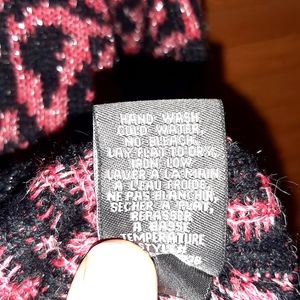 HAND WASH
COLD WATER,
NO BLEACH,
LAY FLAT TO DRY,
IRON LOW
LAVER A LA MAIN
A L'EAU FROIDE,
NE PAS BLANCHIR,
SECHER A PLAT,
REPASSER
A BASSE
TEMPERATURE
STYLE#